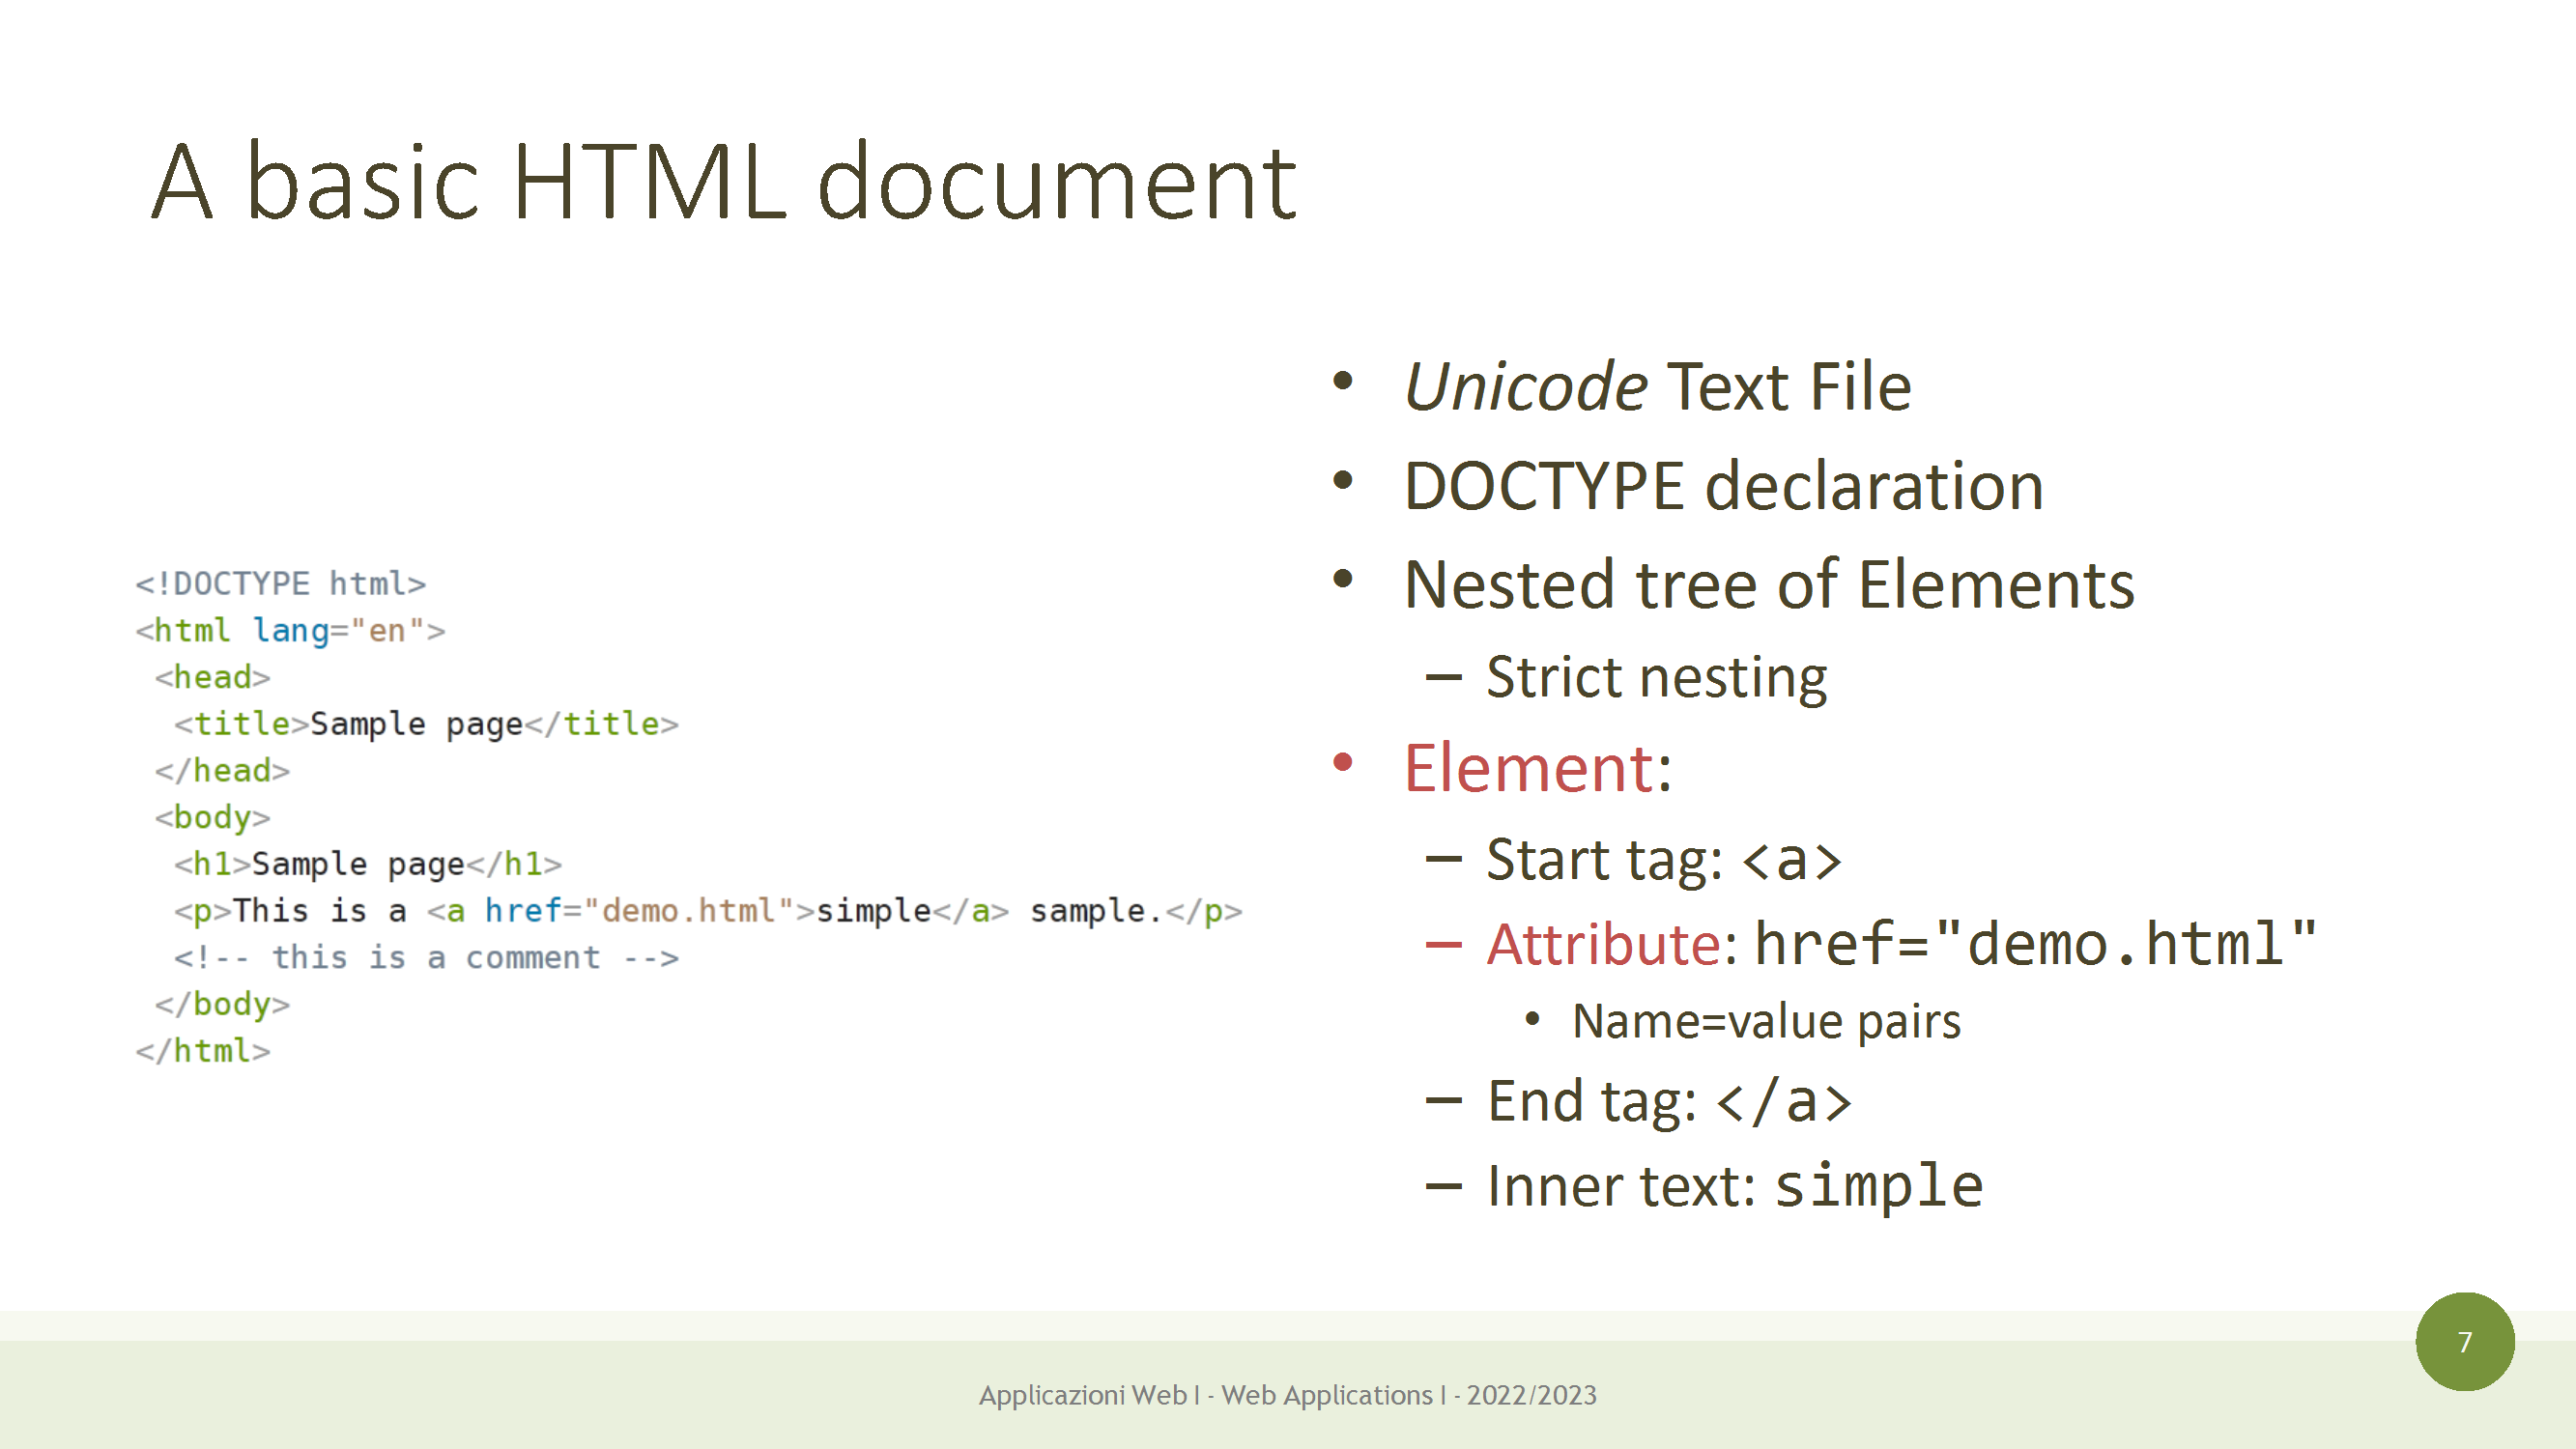 A basic HTML document
<!DOCTYPE html>
<html lang="en">
 <head>
  <title>Sample page</title>
 </head>
 <body>
  <h1>Sample page</h1>
  <p>This is a <a href="demo.html">simple</a> sample.</p>
  <!-- this is a comment -->
 </body>
</html>
• Unicode Text File
• DOCTYPE declaration
• Nested tree of Elements
– Strict nesting
• Element:
– Start tag: <a>
– Attribute: href="demo.html"
• Name=value pairs
– End tag: </a>
– Inner text: simple
7
Applicazioni Web I - Web Applications I - 2022/2023